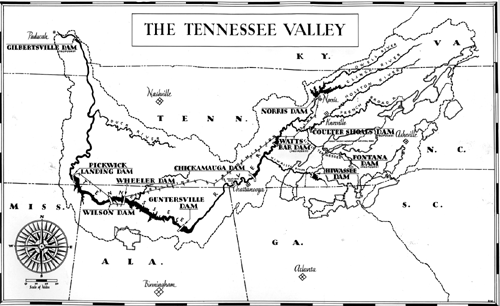 THE TENNESSEE VALLEY
Paducah
GILBERTSVILLE DAM
KY.
VA
Nashville
NORRIS DAM
Norris
TENN.
Knoxville
COULTER SHOALS DAM
Asheville
WATTS
BAR DAM
N.C.
FONTANA
DAM
PICKWICK
LANDING DAM
CHICKAMAUGA DAM
HIWASSEE
DAM
WHEELER DAM
Chattanooga
GUNTERSVILLE
DAM
MISS.
WILSON DAM
S.C.
GA.
ALA.
Atlanta
Scale of Miles
Birmingham